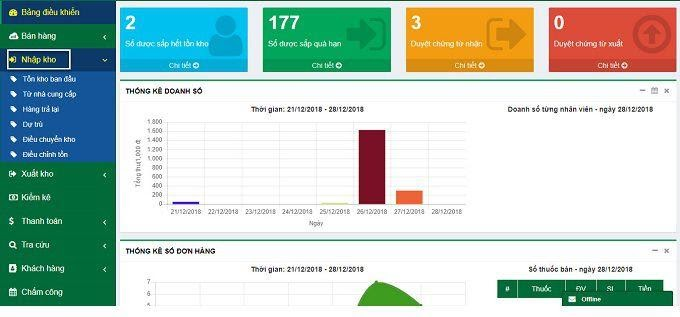 Bảng điều khiển
Bán hàng
Nhập kho
Tồn kho ban đầu
Từ nhà cung cấp
Hàng trả lại
Dự trù
Điều chuyển kho
Điều chỉnh tồn
Xuất kho
Kiểm kê
Thanh toán
Tra cứu
Khách hàng
Chấm công
2
Số dược sắp hết tồn kho
Chi tiết
177
Số dược sắp quá hạn
Chi tiết
3
Duyệt chứng từ nhận
Chi tiết
0
Duyệt chứng từ xuất
Chi tiết
THỐNG KÊ DOANH SỐ
Thời gian: 21/12/2018 - 28/12/2018
Tổng thu(1,000 đ)
1.800
1.600
1.400
1.200
1.000
800
600
400
200
0
21/12/2018 22/12/2018 23/12/2018 24/12/2018 25/12/2018 26/12/2018 27/12/2018 28/12/2018
Ngày
Doanh số từng nhân viên - ngày 28/12/2018
THỐNG KÊ SỐ ĐƠN HÀNG
Thời gian: 21/12/2018 - 28/12/2018
7
6
5
Số thuốc bán - ngày 28/12/2018
# Thuốc ĐV SL Tiền
Offline